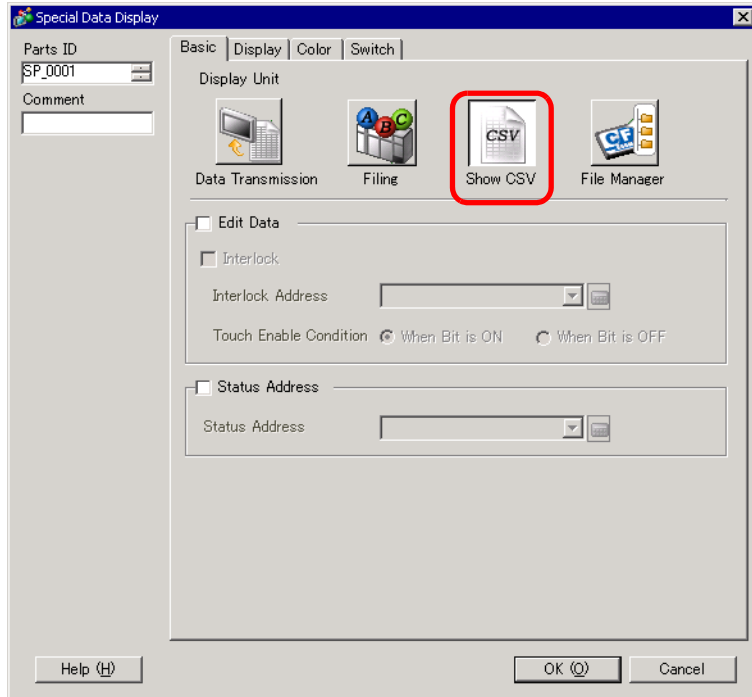 Special Data Display
Parts ID
SP_0001
Comment
Basic Display Color Switch
Display Unit
A B C
CSV
CF
Data Transmission Filing Show CSV File Manager
Edit Data
Interlock
Interlock Address
Touch Enable Condition When Bit is ON When Bit is OFF
Status Address
Status Address
Help (H) OK (O) Cancel